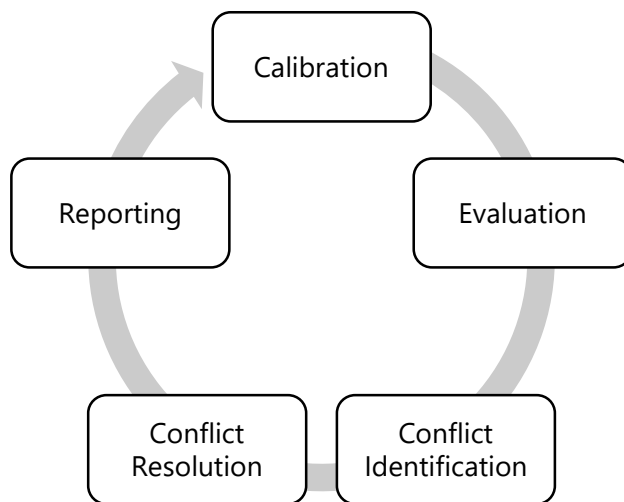 Calibration
Evaluation
Conflict
Identification
Conflict
Resolution
Reporting